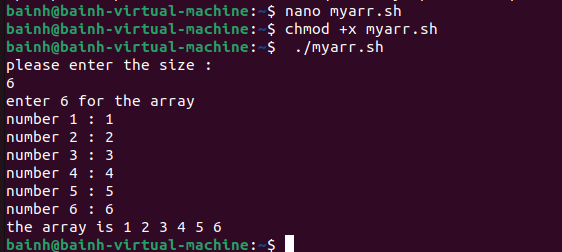 bainh@bainh-virtual-machine:~$ nano myarr.sh
bainh@bainh-virtual-machine:~$ chmod +x myarr.sh
bainh@bainh-virtual-machine:~$  ./myarr.sh
please enter the size :
6
enter 6 for the array
number 1 : 1
number 2 : 2
number 3 : 3
number 4 : 4
number 5 : 5
number 6 : 6
the array is 1 2 3 4 5 6
bainh@bainh-virtual-machine:~$